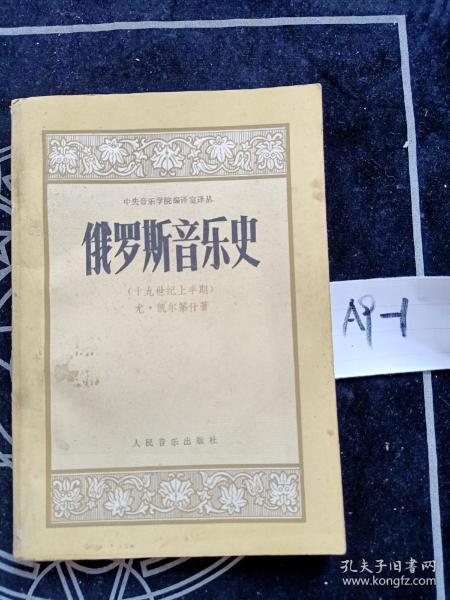 中央音乐学院编译室译丛
俄罗斯音乐史
(十九世纪上半期)
尤·凯尔第什著
人民音乐出版社
A9-1
孔夫子旧书网
www.kongfz.com